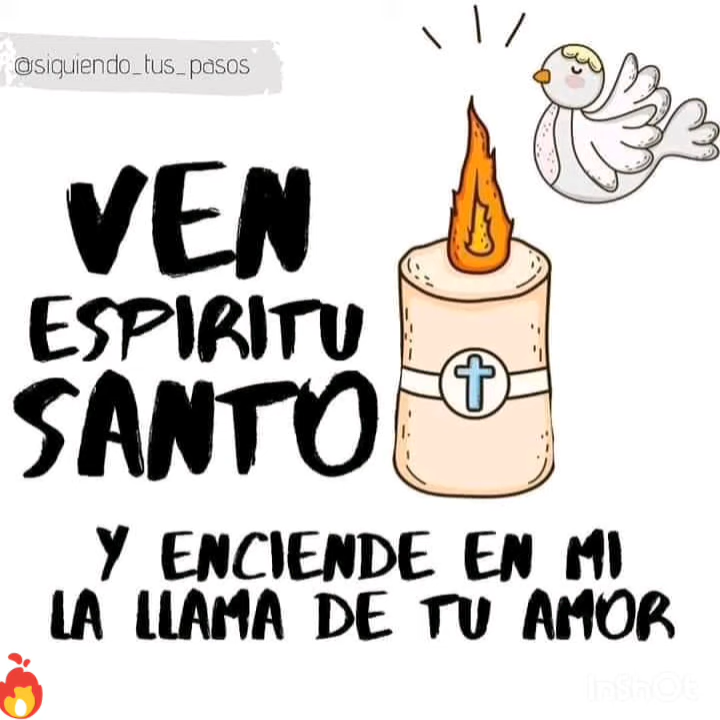 @siguiendo_tus_pasos
VEN
ESPIRITU
SANTO
Y ENCIENDE EN MI
LA LLAMA DE TU AMOR